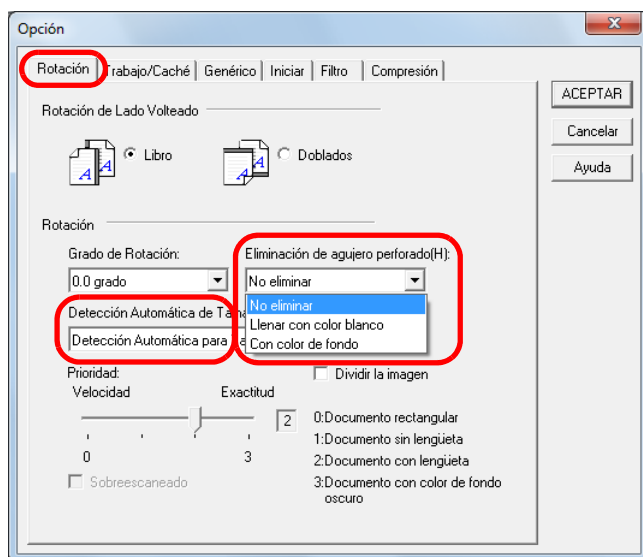 Opción
Rotación Trabajo/Caché Genérico Iniciar Filtro Compresión
ACEPTAR
Cancelar
Ayuda
Rotación de Lado Volteado
A A Libro
A A Doblados
Rotación
Grado de Rotación:
0.0 grado
Eliminación de agujero perforado(H):
No eliminar
No eliminar
Llenar con color blanco
Con color de fondo
Detección Automática de
Detección Automática para
Prioridad:
Velocidad Exactitud
2
0 3
Sobreescaneado
Dividir la imagen
0:Documento rectangular
1:Documento sin lengüeta
2:Documento con lengüeta
3:Documento con color de fondo
oscuro